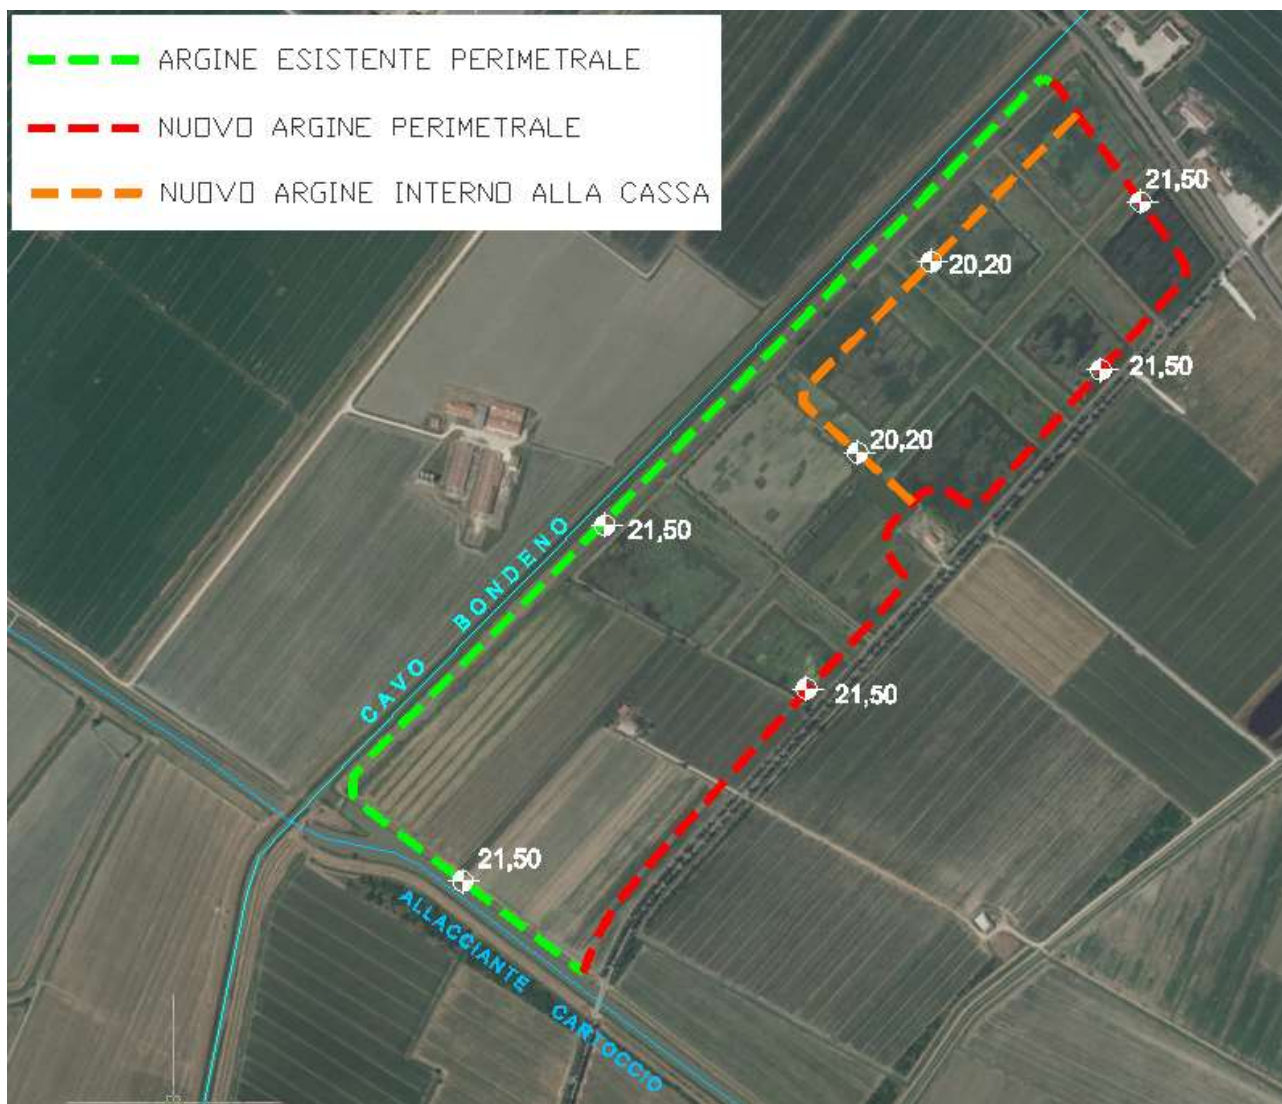 ARGINE ESISTENTE PERIMETRALE
NUOVO ARGINE PERIMETRALE
NUOVO ARGINE INTERNO ALLA CASSA
21,50
20,20
21,50
20,20
21,50
CAVO BONDENO
21,50
21,50
ALLACCIANTE CARTOCCIO